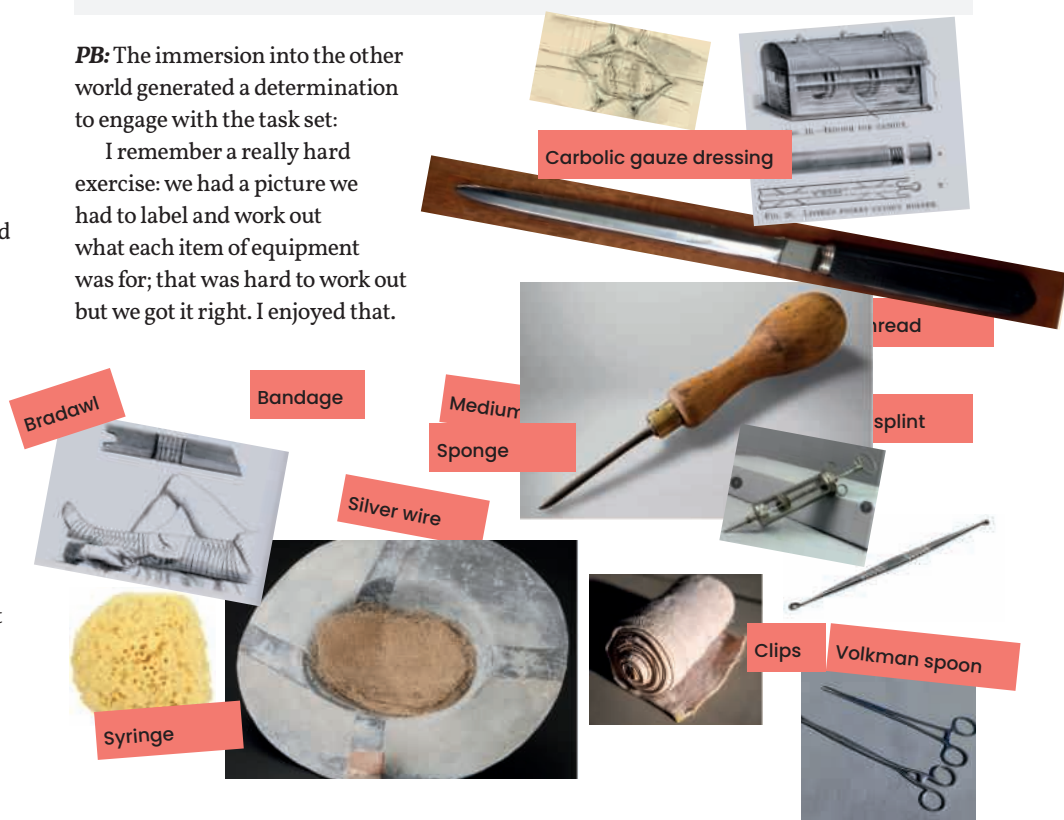 PB: The immersion into the other
world generated a determination
to engage with the task set:
I remember a really hard
exercise: we had a picture we
had to label and work out
what each item of equipment
was for; that was hard to work out
but we got it right. I enjoyed that.
Carbolic gauze dressing
Bradawl
Bandage
Medium
Sponge
Silver wire
splint
Clips
Volkman spoon
Syringe